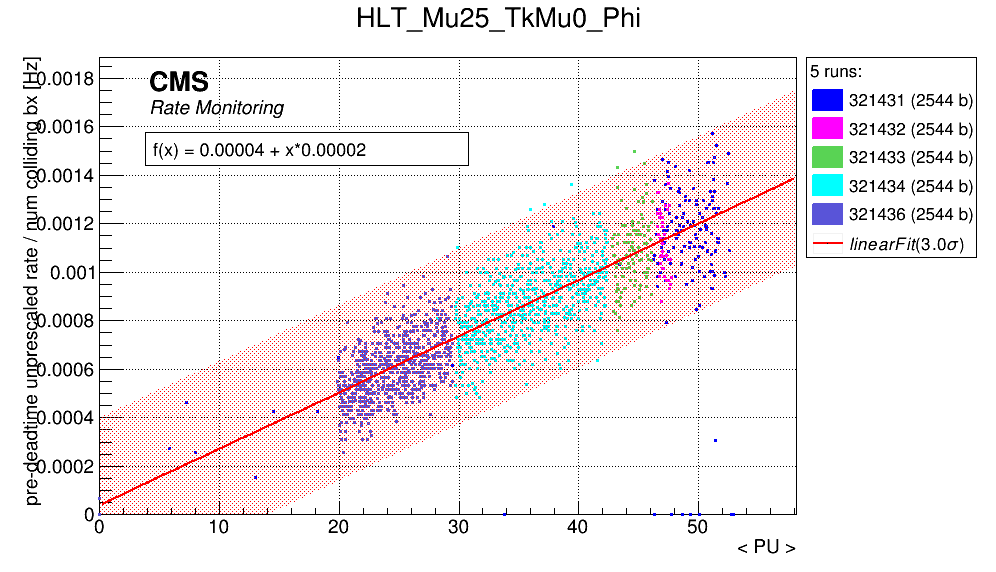 HLT_Mu25_TkMu0_Phi
pre-deadtime unprescaled rate / num colliding bx [Hz]
0.0018
0.0016
0.0014
0.0012
0.001
0.0008
0.0006
0.0004
0.0002
0
CMS
Rate Monitoring
f(x) = 0.00004 + x*0.00002
0 10 20 30 40 50
< PU >
5 runs:
321431 (2544 b)
321432 (2544 b)
321433 (2544 b)
321434 (2544 b)
321436 (2544 b)
linearFit(3.0σ)